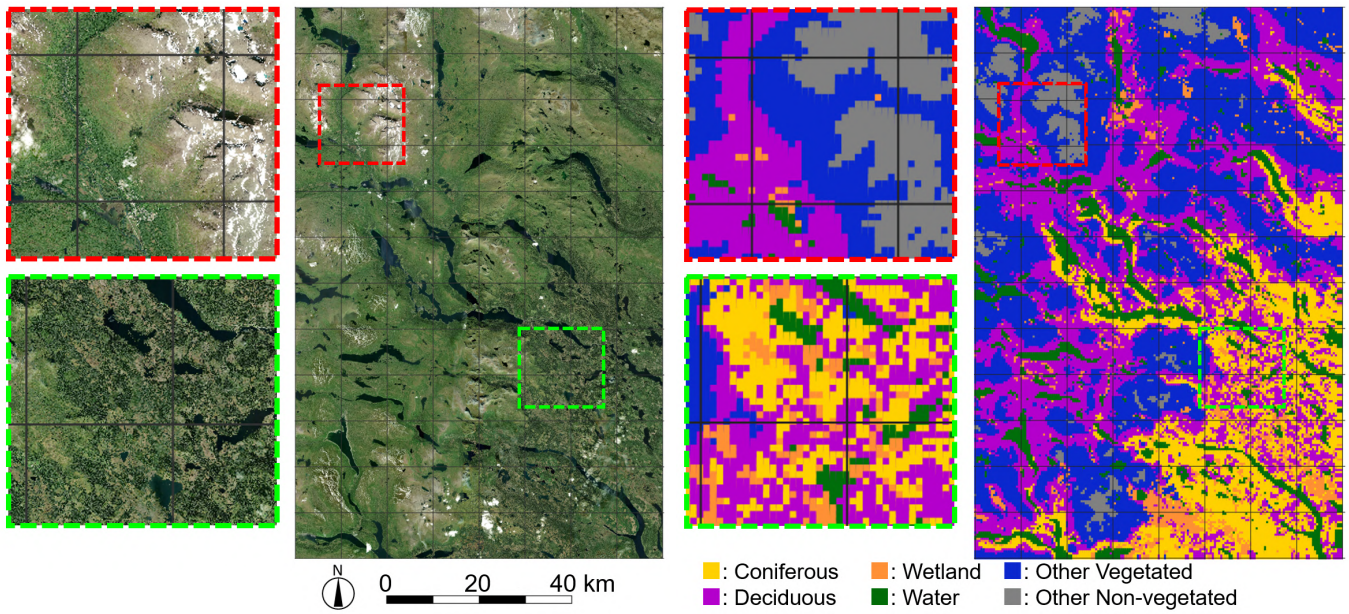 N
0 20 40 km
: Coniferous : Wetland : Other Vegetated
: Deciduous : Water : Other Non-vegetated